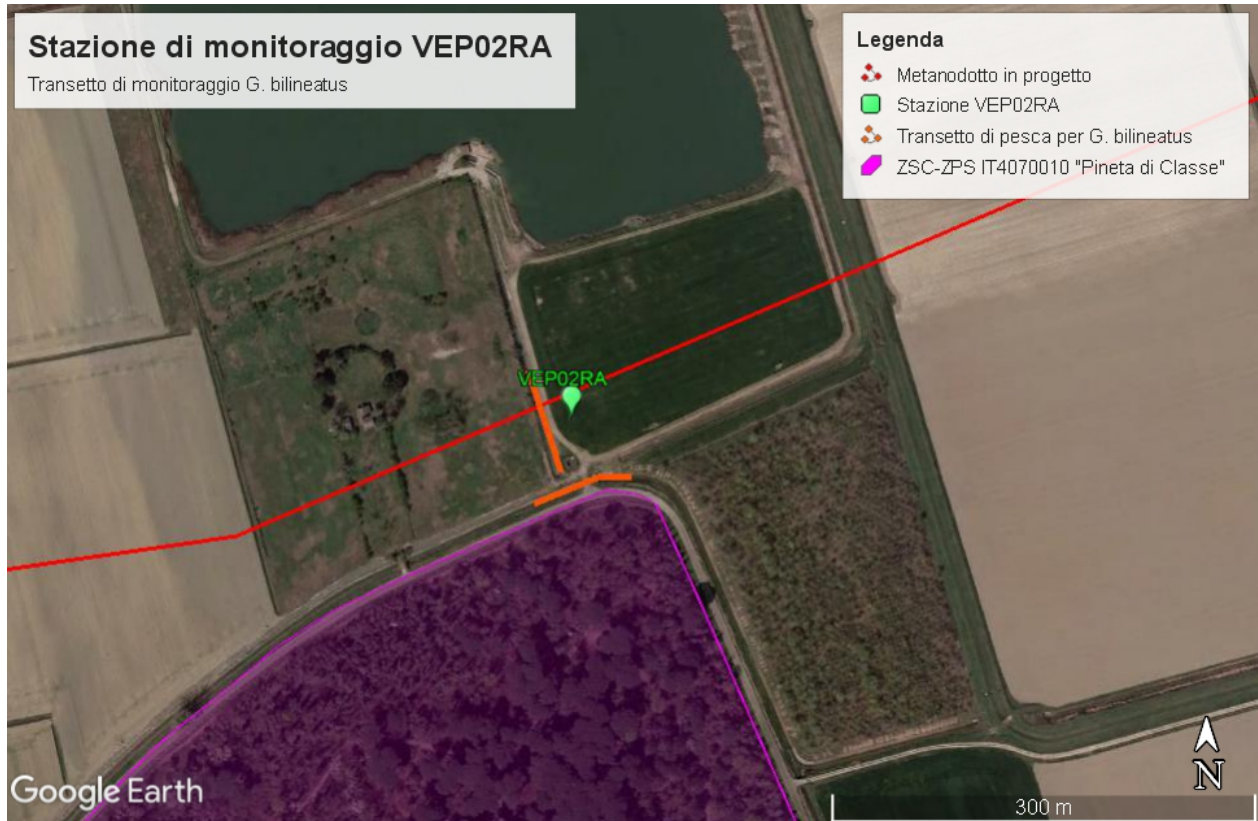 Stazione di monitoraggio VEP02RA
Transetto di monitoraggio G. bilineatus
Legenda
Metanodotto in progetto
Stazione VEP02RA
Transetto di pesca per G. bilineatus
ZSC-ZPS IT4070010 "Pineta di Classe"
VEP02RA
Google Earth
N
300 m